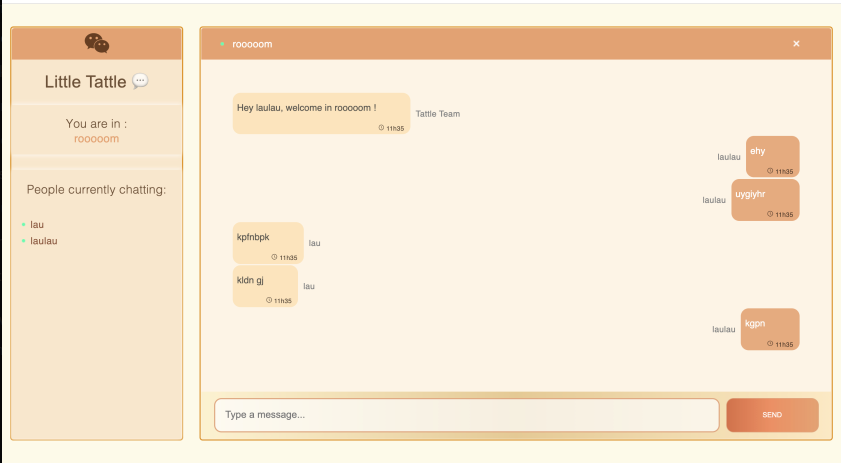 Little Tattle 💬
You are in :
rooooom
People currently chatting:
lau
laulau
rooooom ×
Hey laulau, welcome in rooooom !
11h35
Tattle Team
laulau
ehy
11h35
laulau
uygiyhr
11h35
kpfnbpk
11h35
lau
kldn gj
11h35
lau
laulau
kgpn
11h35
Type a message...
SEND